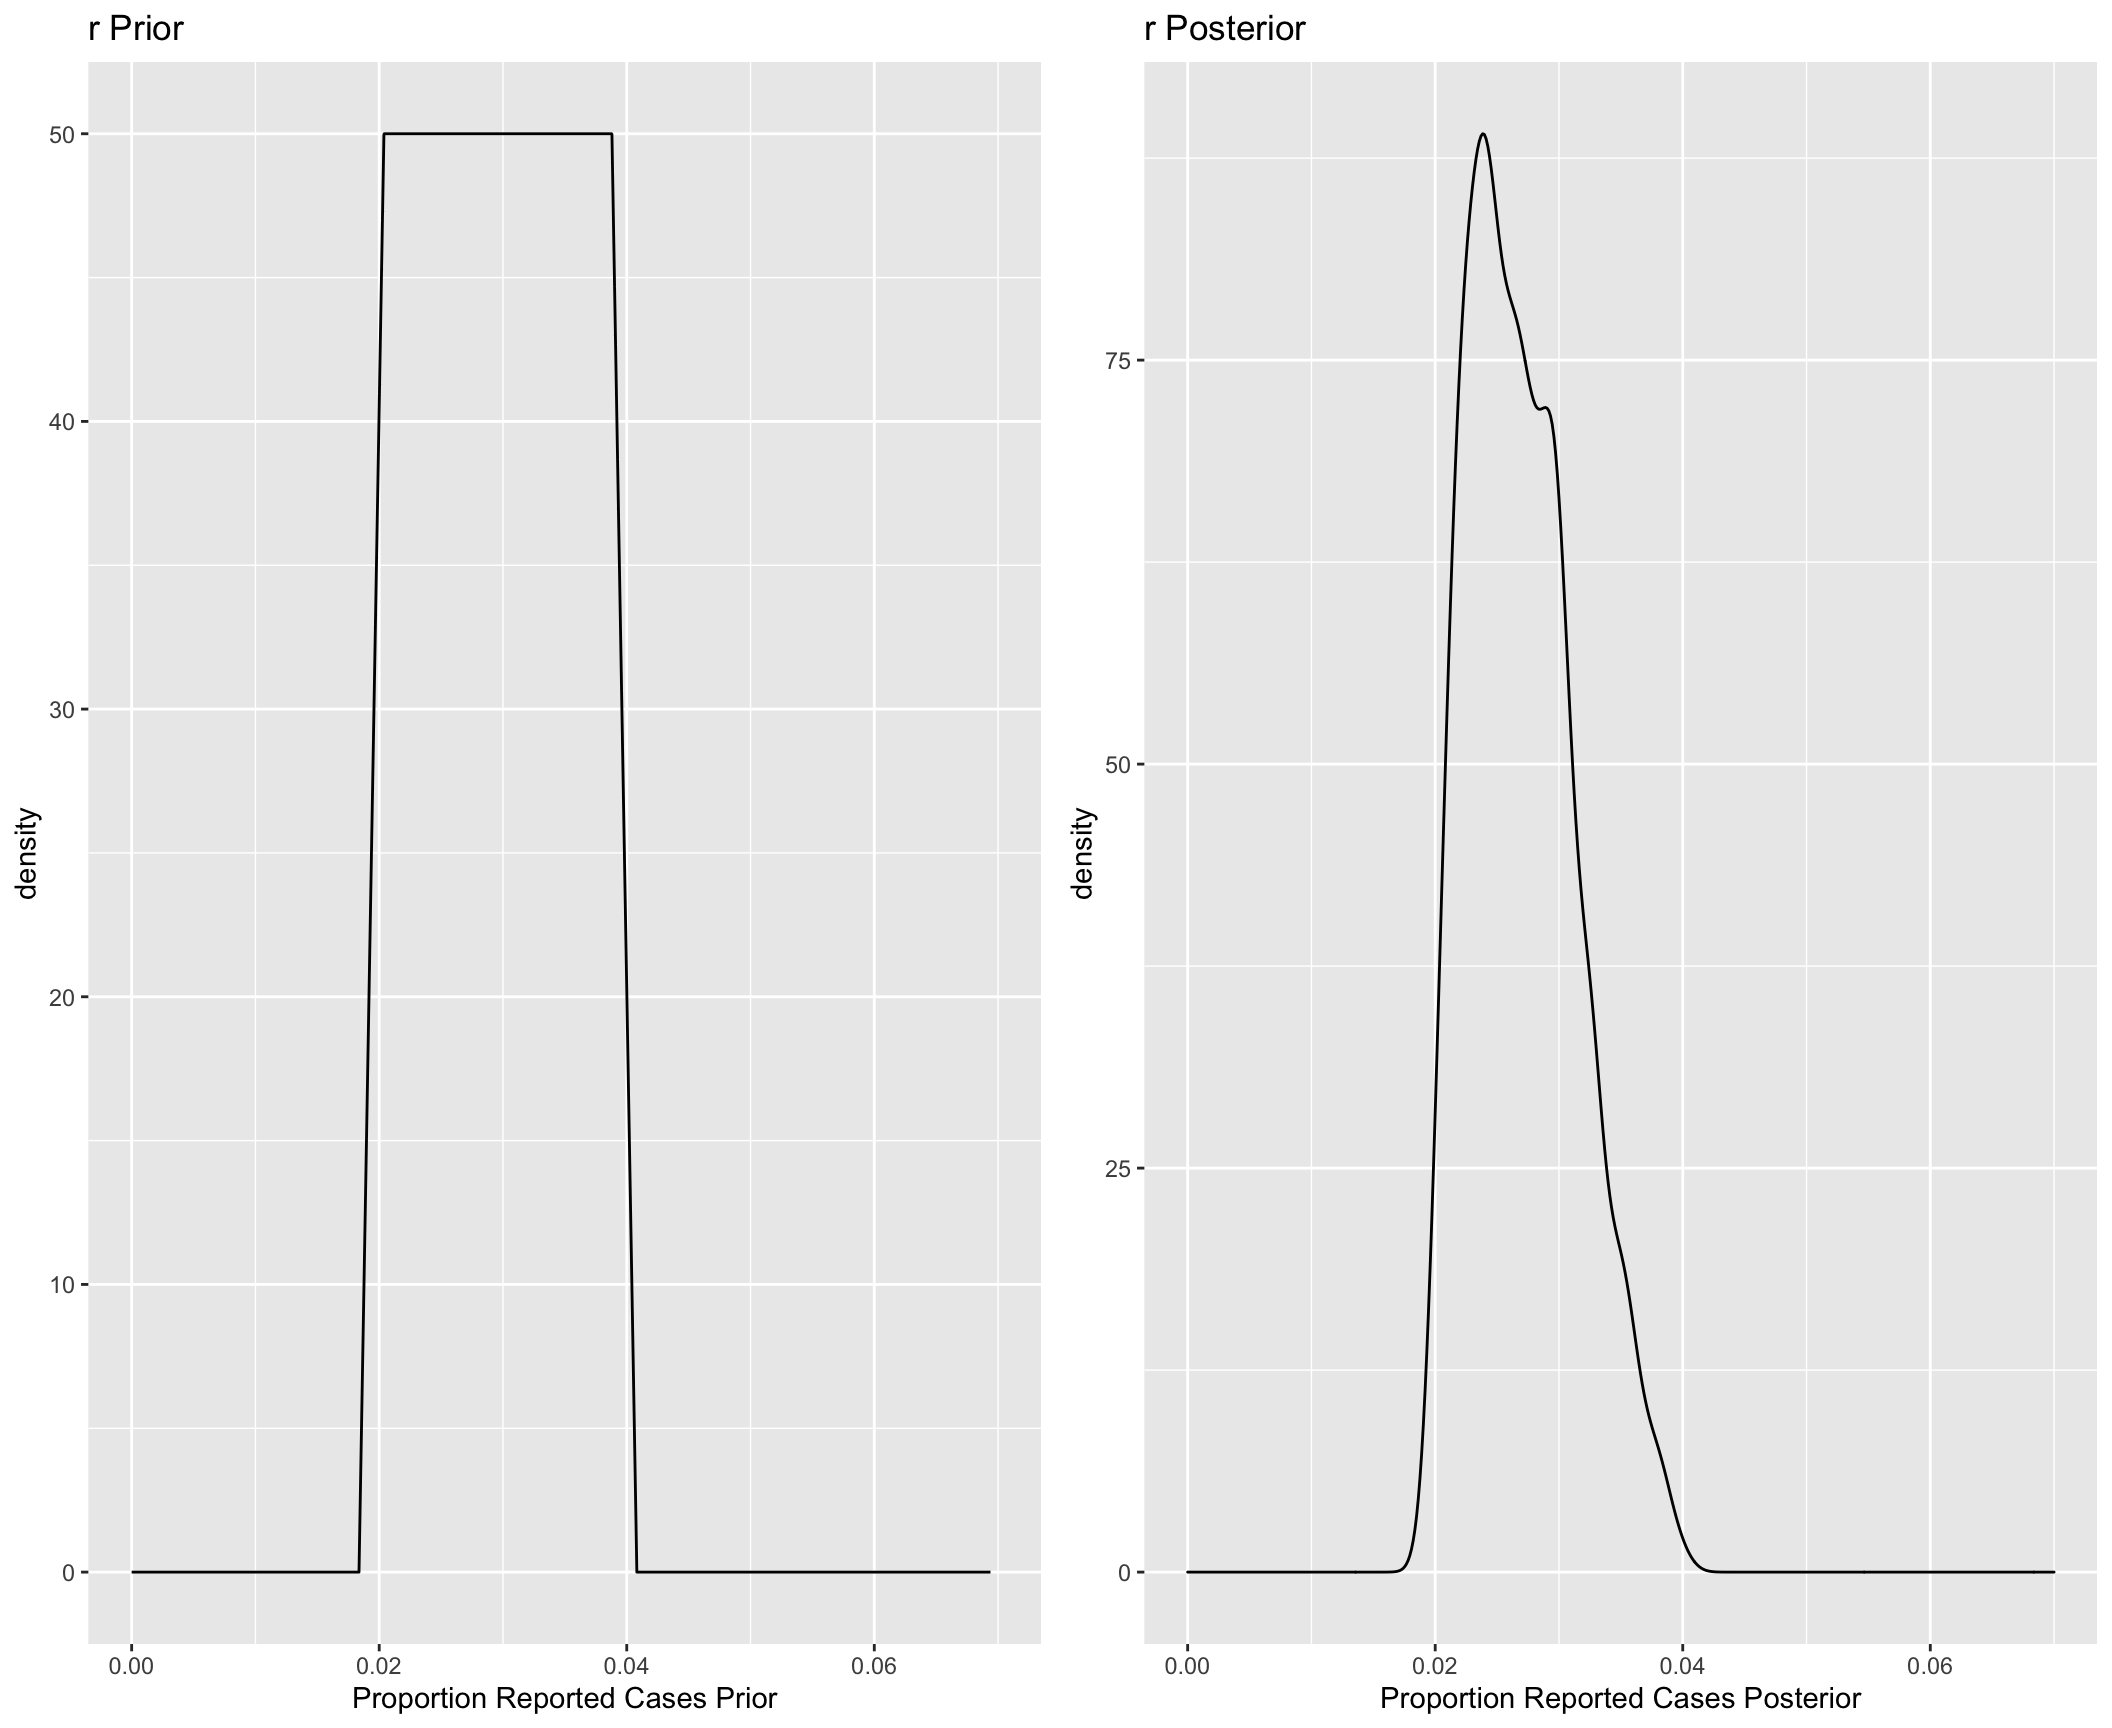 r Prior
density
50
40
30
20
10
0
0.00 0.02 0.04 0.06
Proportion Reported Cases Prior
r Posterior
density
75
50
25
0
0.00 0.02 0.04 0.06
Proportion Reported Cases Posterior